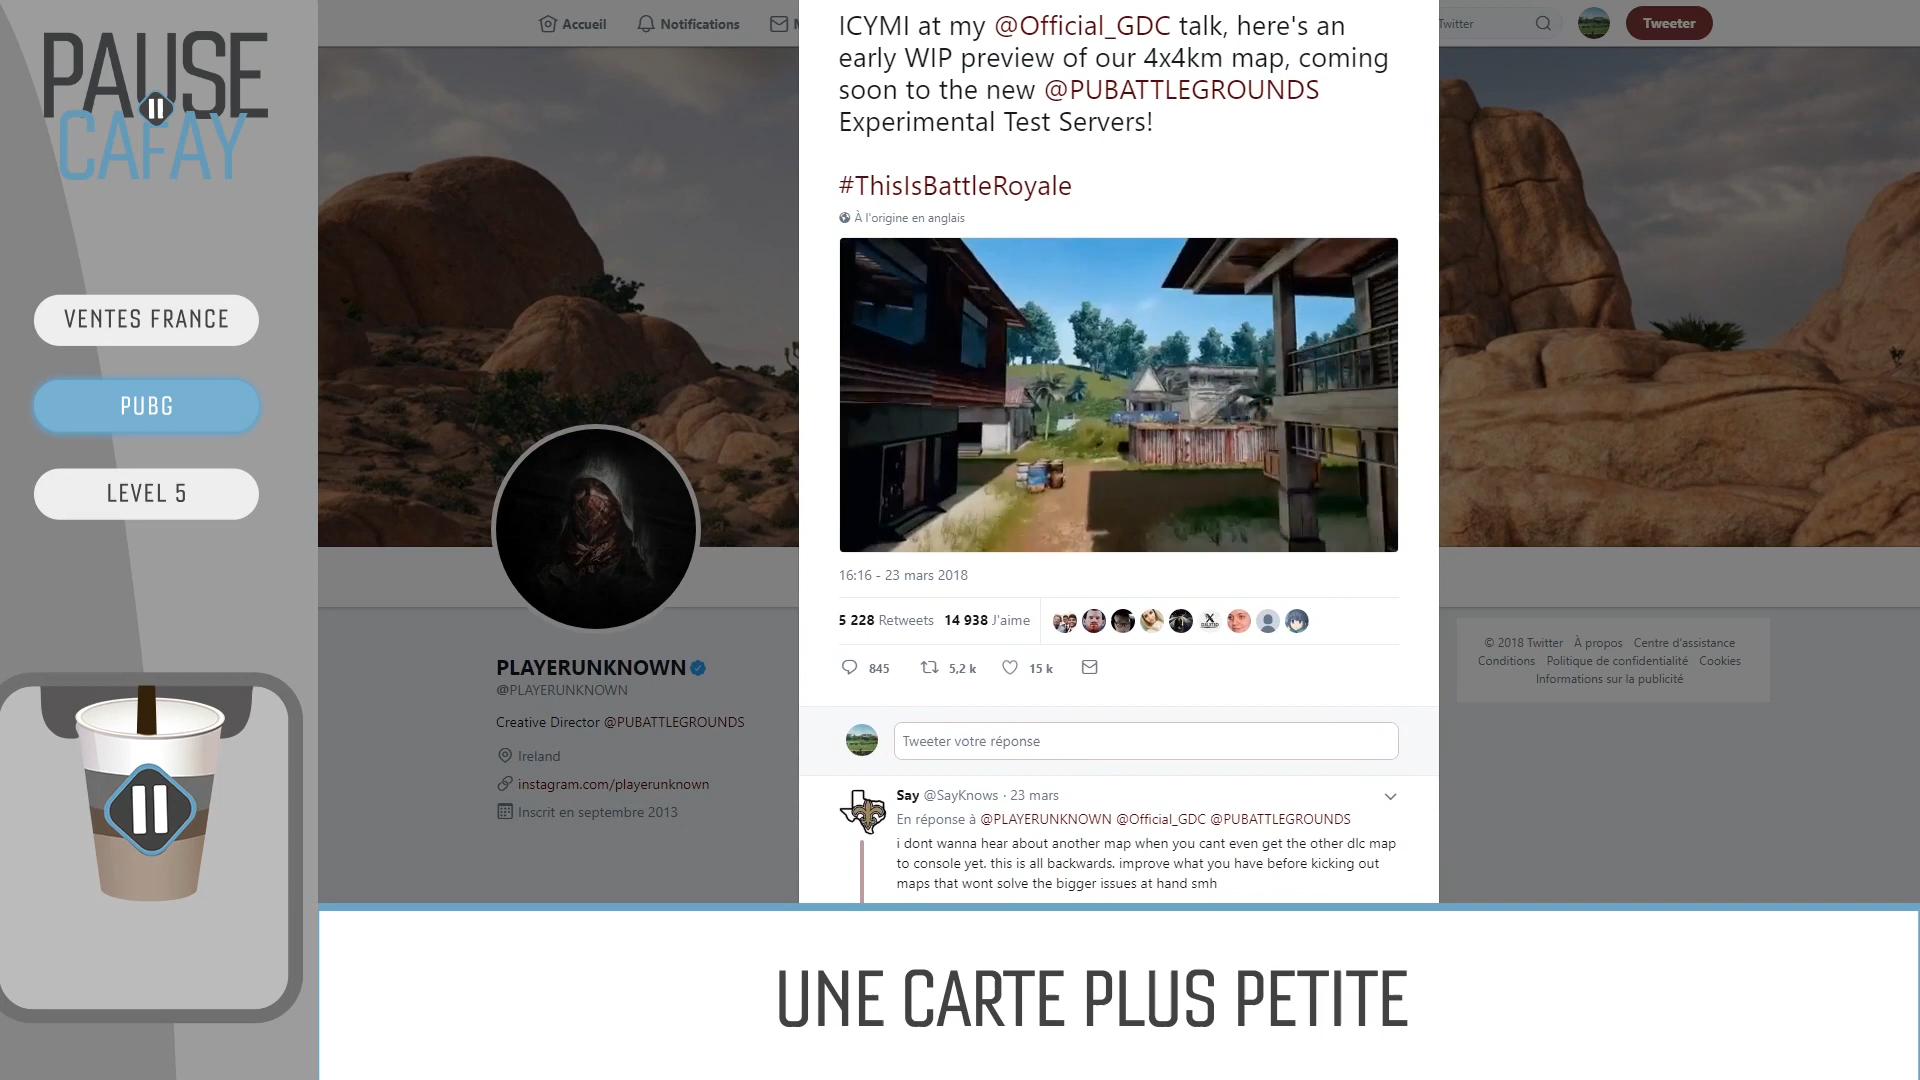 PAUSE
CAFAY
VENTES FRANCE
PUBG
LEVEL 5
Accueil
Notifications
Twitter
Tweeter
ICYMI at my @Official_GDC talk, here's an
early WIP preview of our 4x4km map, coming
soon to the new @PUBATTLEGROUNDS
Experimental Test Servers!
#ThisIsBattleRoyale
À l'origine en anglais
16:16 - 23 mars 2018
5 228 Retweets 14 938 J'aime
845 5,2 k 15 k
Tweeter votre réponse
Say @SayKnows · 23 mars
En réponse à @PLAYERUNKNOWN @Official_GDC @PUBATTLEGROUNDS
i dont wanna hear about another map when you cant even get the other dlc map
to console yet. this is all backwards. improve what you have before kicking out
maps that wont solve the bigger issues at hand smh
PLAYERUNKNOWN
@PLAYERUNKNOWN
Creative Director @PUBATTLEGROUNDS
Ireland
instagram.com/playerunknown
Inscrit en septembre 2013
© 2018 Twitter À propos Centre d'assistance
Conditions Politique de confidentialité Cookies
Informations sur la publicité
UNE CARTE PLUS PETITE